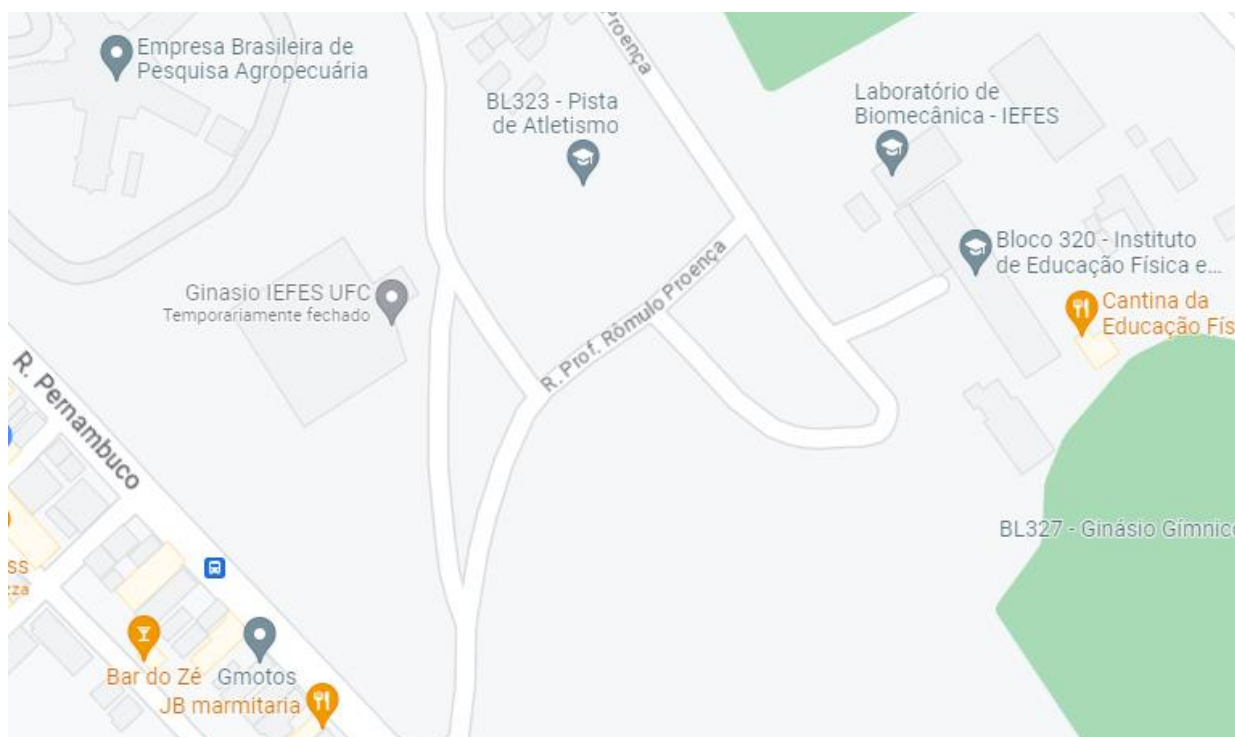 Proença
Empresa Brasileira de
Pesquisa Agropecuária
BL323 - Pista
de Atletismo
Laboratório de
Biomecânica - IEFES
Bloco 320 - Instituto
de Educação Física e...
Ginasio IEFES UFC
Temporariamente fechado
R. Prof. Rômulo Proença
Cantina da
Educação Fís
R. Pernambuco
BL327 - Ginásio Gímnico
ss
zza
Bar do Zé
Gmotos
JB marmitaria